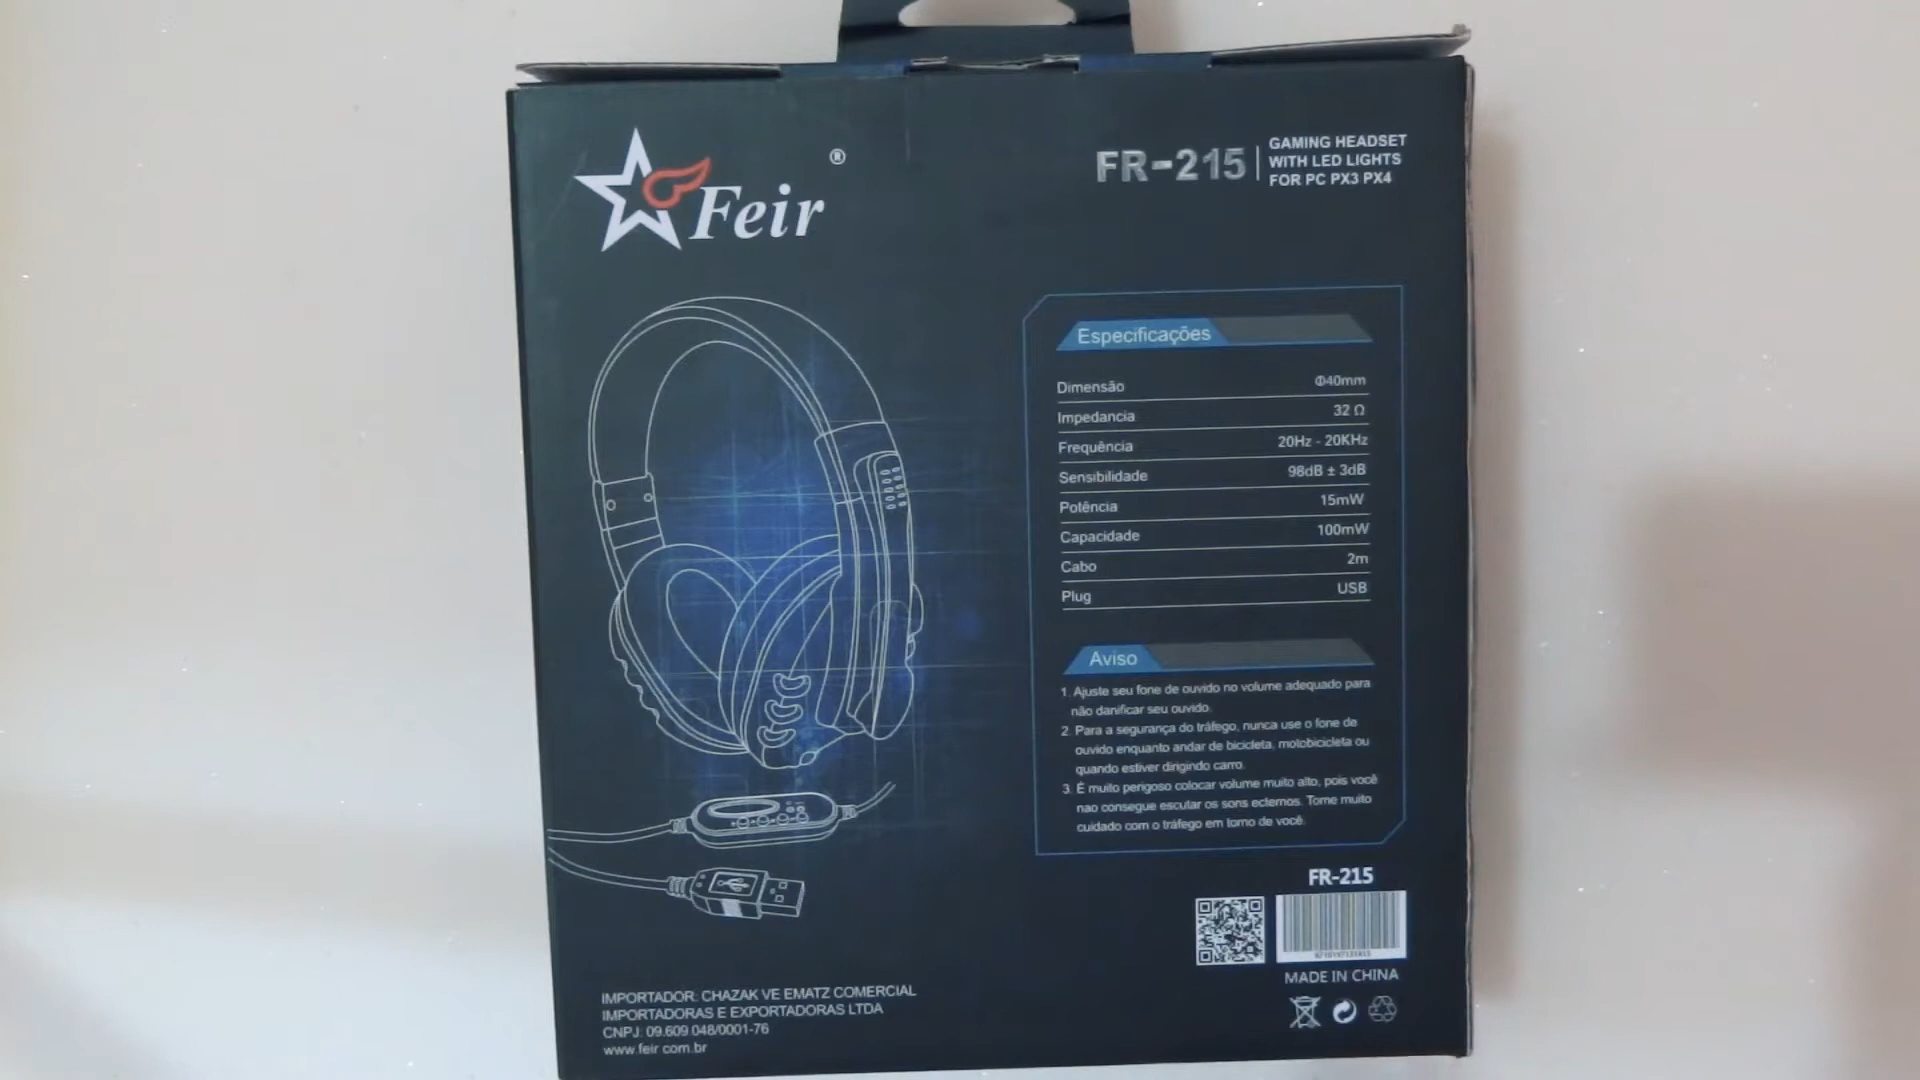 Feir ®
FR-215
GAMING HEADSET
WITH LED LIGHTS
FOR PC PX3 PX4
Especificações
Dimensão Φ40mm
Impedancia 32 Ω
Frequência 20Hz - 20KHz
Sensibilidade 98dB ± 3dB
Potência 15mW
Capacidade 100mW
Cabo 2m
Plug USB
Aviso
1. Ajuste seu fone de ouvido no volume adequado para
não danificar seu ouvido.
2. Para a segurança do tráfego, nunca use o fone de
ouvido enquanto andar de bicicleta, motobicicleta ou
quando estiver dirigindo carro.
3. É muito perigoso colocar volume muito alto, pois você
nao consegue escutar os sons ecternos. Tome muito
cuidado com o tráfego em torno de você.
FR-215
MADE IN CHINA
IMPORTADOR: CHAZAK VE EMATZ COMERCIAL
IMPORTADORAS E EXPORTADORAS LTDA
CNPJ: 09.609 048/0001-76
www.feir.com.br